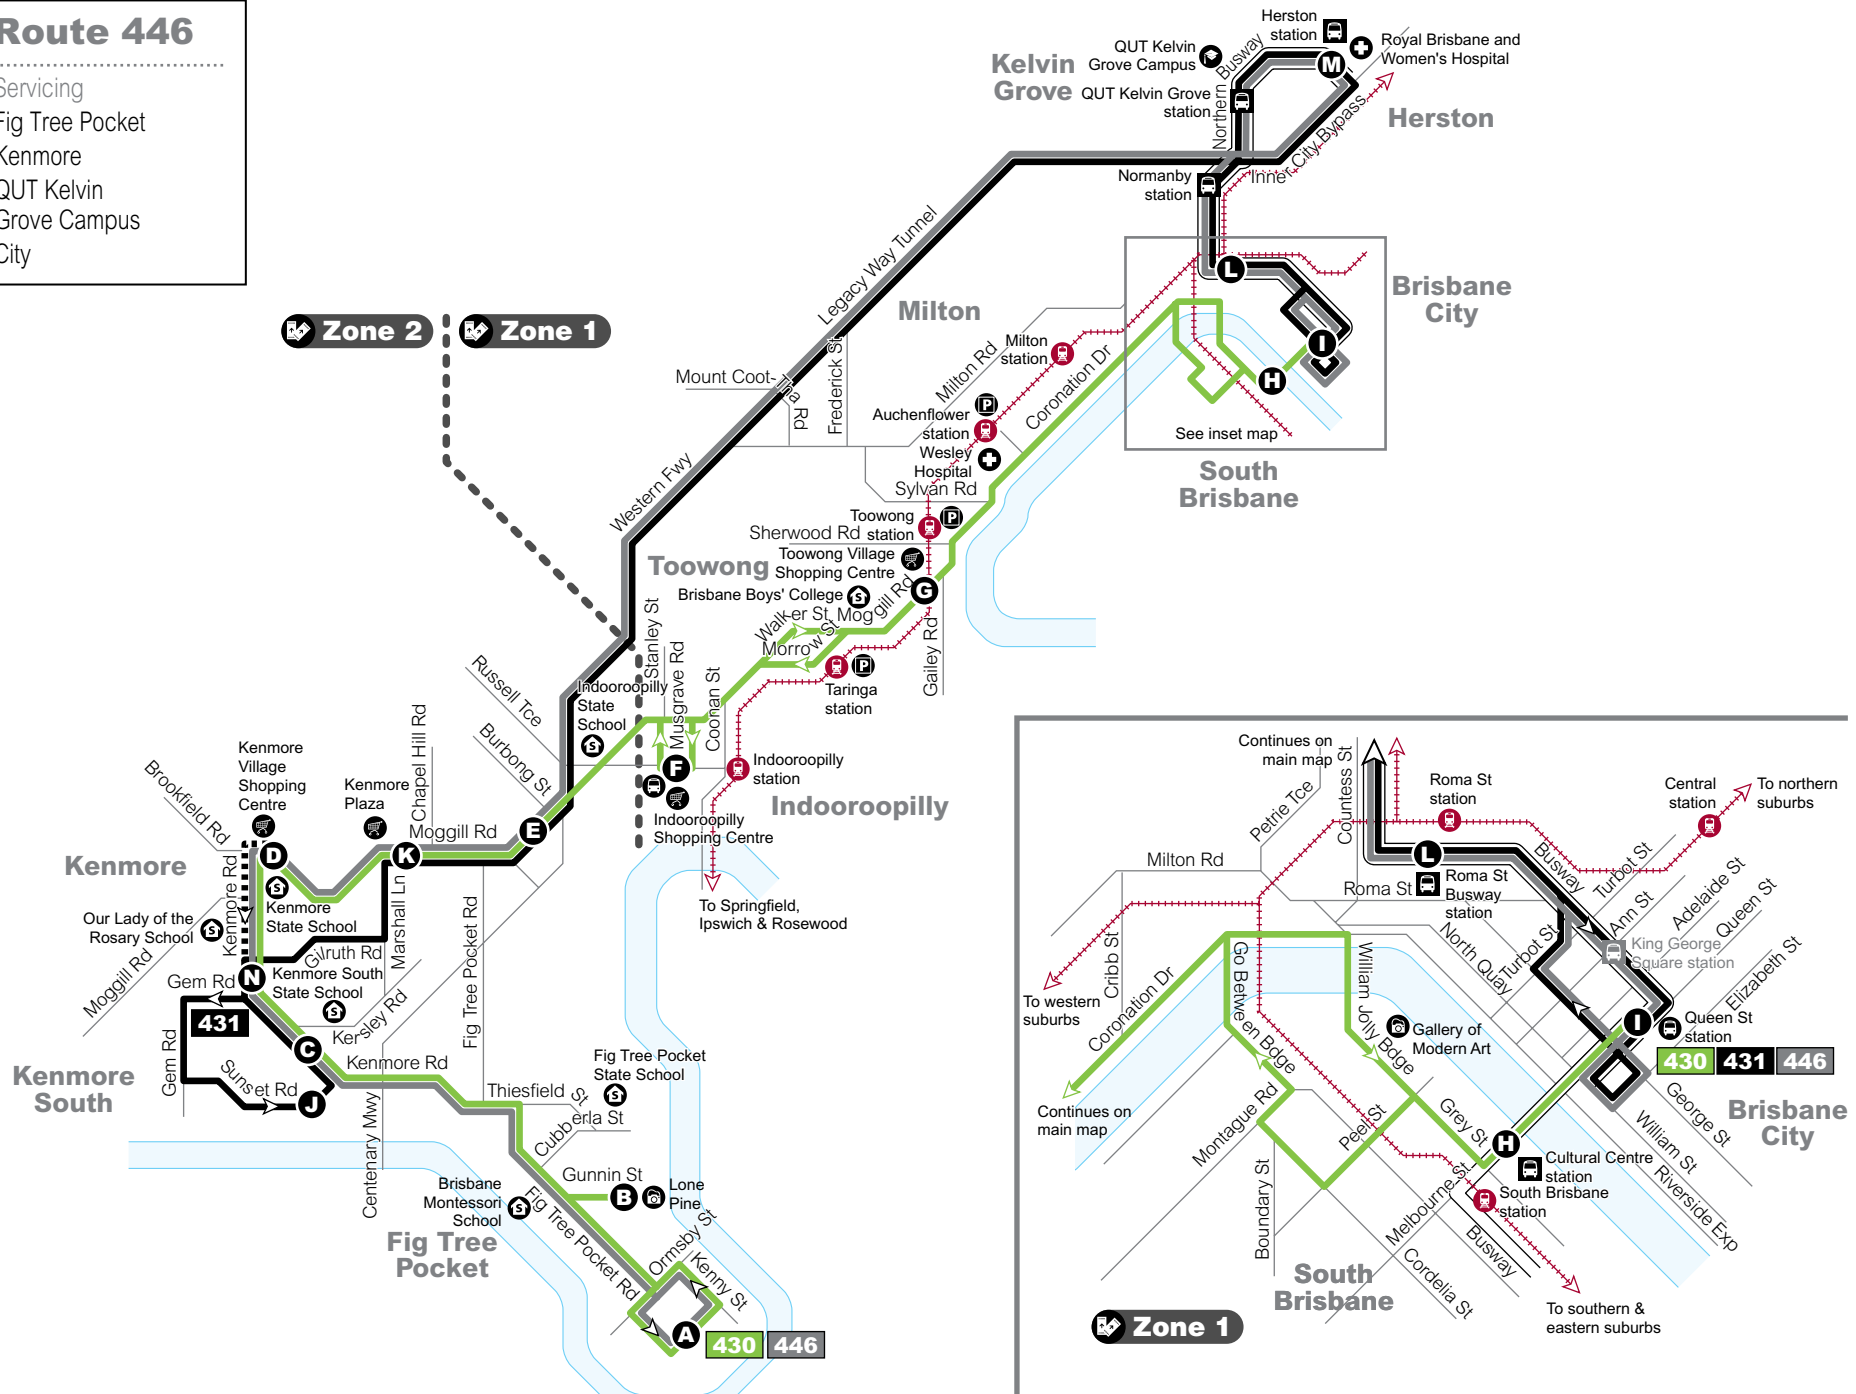 Route 446
Servicing
Fig Tree Pocket
Kenmore
QUT Kelvin
Grove Campus
City
Zone 2
Zone 1
Kelvin
Grove
QUT Kelvin
Grove Campus
QUT Kelvin Grove
station
Northern Busway
Herston
station
M
Royal Brisbane and
Women's Hospital
Herston
Inner City Bypass
Normanby
station
L
Brisbane
City
I
H
See inset map
South
Brisbane
Legacy Way Tunnel
Milton
Milton
station
Milton Rd
Coronation Dr
Mount Coot-Tha Rd
Frederick St
Auchenflower
station
P
Wesley
Hospital
Sylvan Rd
Western Fwy
Toowong
station
P
Sherwood Rd
Toowong
Toowong Village
Shopping Centre
Brisbane Boys' College
S
G
Moggill Rd
Walker St
Morrow St
Gailey Rd
Taringa
station
P
Stanley St
Musgrave Rd
Coonan St
Indooroopilly
State
School
S
Russell Tce
Burbong St
F
Indooroopilly
station
Indooroopilly
Indooroopilly
Shopping Centre
To Springfield,
Ipswich & Rosewood
Kenmore
Village
Shopping
Centre
Kenmore
Plaza
Chapel Hill Rd
Brookfield Rd
Moggill Rd
E
D
K
Kenmore
Kenmore Rd
S
Kenmore
State School
Our Lady of the
Rosary School
S
Marshall Ln
Gilruth Rd
Fig Tree Pocket Rd
Moggill Rd
Gem Rd
N
Kenmore South
State School
S
431
Kersley Rd
C
Gem Rd
Sunset Rd
J
Kenmore
South
Kenmore Rd
Centenary Mwy
Thiesfield St
Fig Tree Pocket
State School
S
Cubberla St
Gunnin St
B
Lone
Pine
Brisbane
Montessori
School
S
Fig Tree
Pocket
Fig Tree Pocket Rd
Ormsby St
Kenny St
A
430
446
Continues on
main map
Countess St
Petrie Tce
Roma St
station
Central
station
To northern
suburbs
Milton Rd
L
Roma St
Roma St
Busway
station
Busway
Turbot St
Ann St
Adelaide St
Queen St
King George
Square station
Elizabeth St
Cribb St
North Quay
Turbot St
To western
suburbs
Coronation Dr
Go Between Bdge
William Jolly Bdge
Gallery of
Modern Art
I
Queen St
station
430
431
446
Brisbane
City
George St
William St
Riverside Exp
Continues on
main map
Montague Rd
Peel St
Grey St
H
Cultural Centre
station
South Brisbane
station
Boundary St
Melbourne St
Busway
Cordelia St
South
Brisbane
To southern &
eastern suburbs
Zone 1